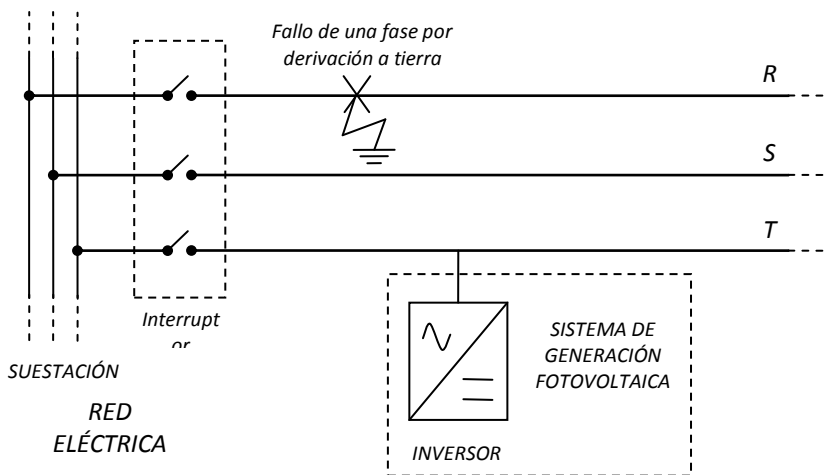 Fallo de una fase por
derivación a tierra
R
S
T
Interrupt
or
SUESTACIÓN
RED
ELÉCTRICA
SISTEMA DE
GENERACIÓN
FOTOVOLTAICA
INVERSOR